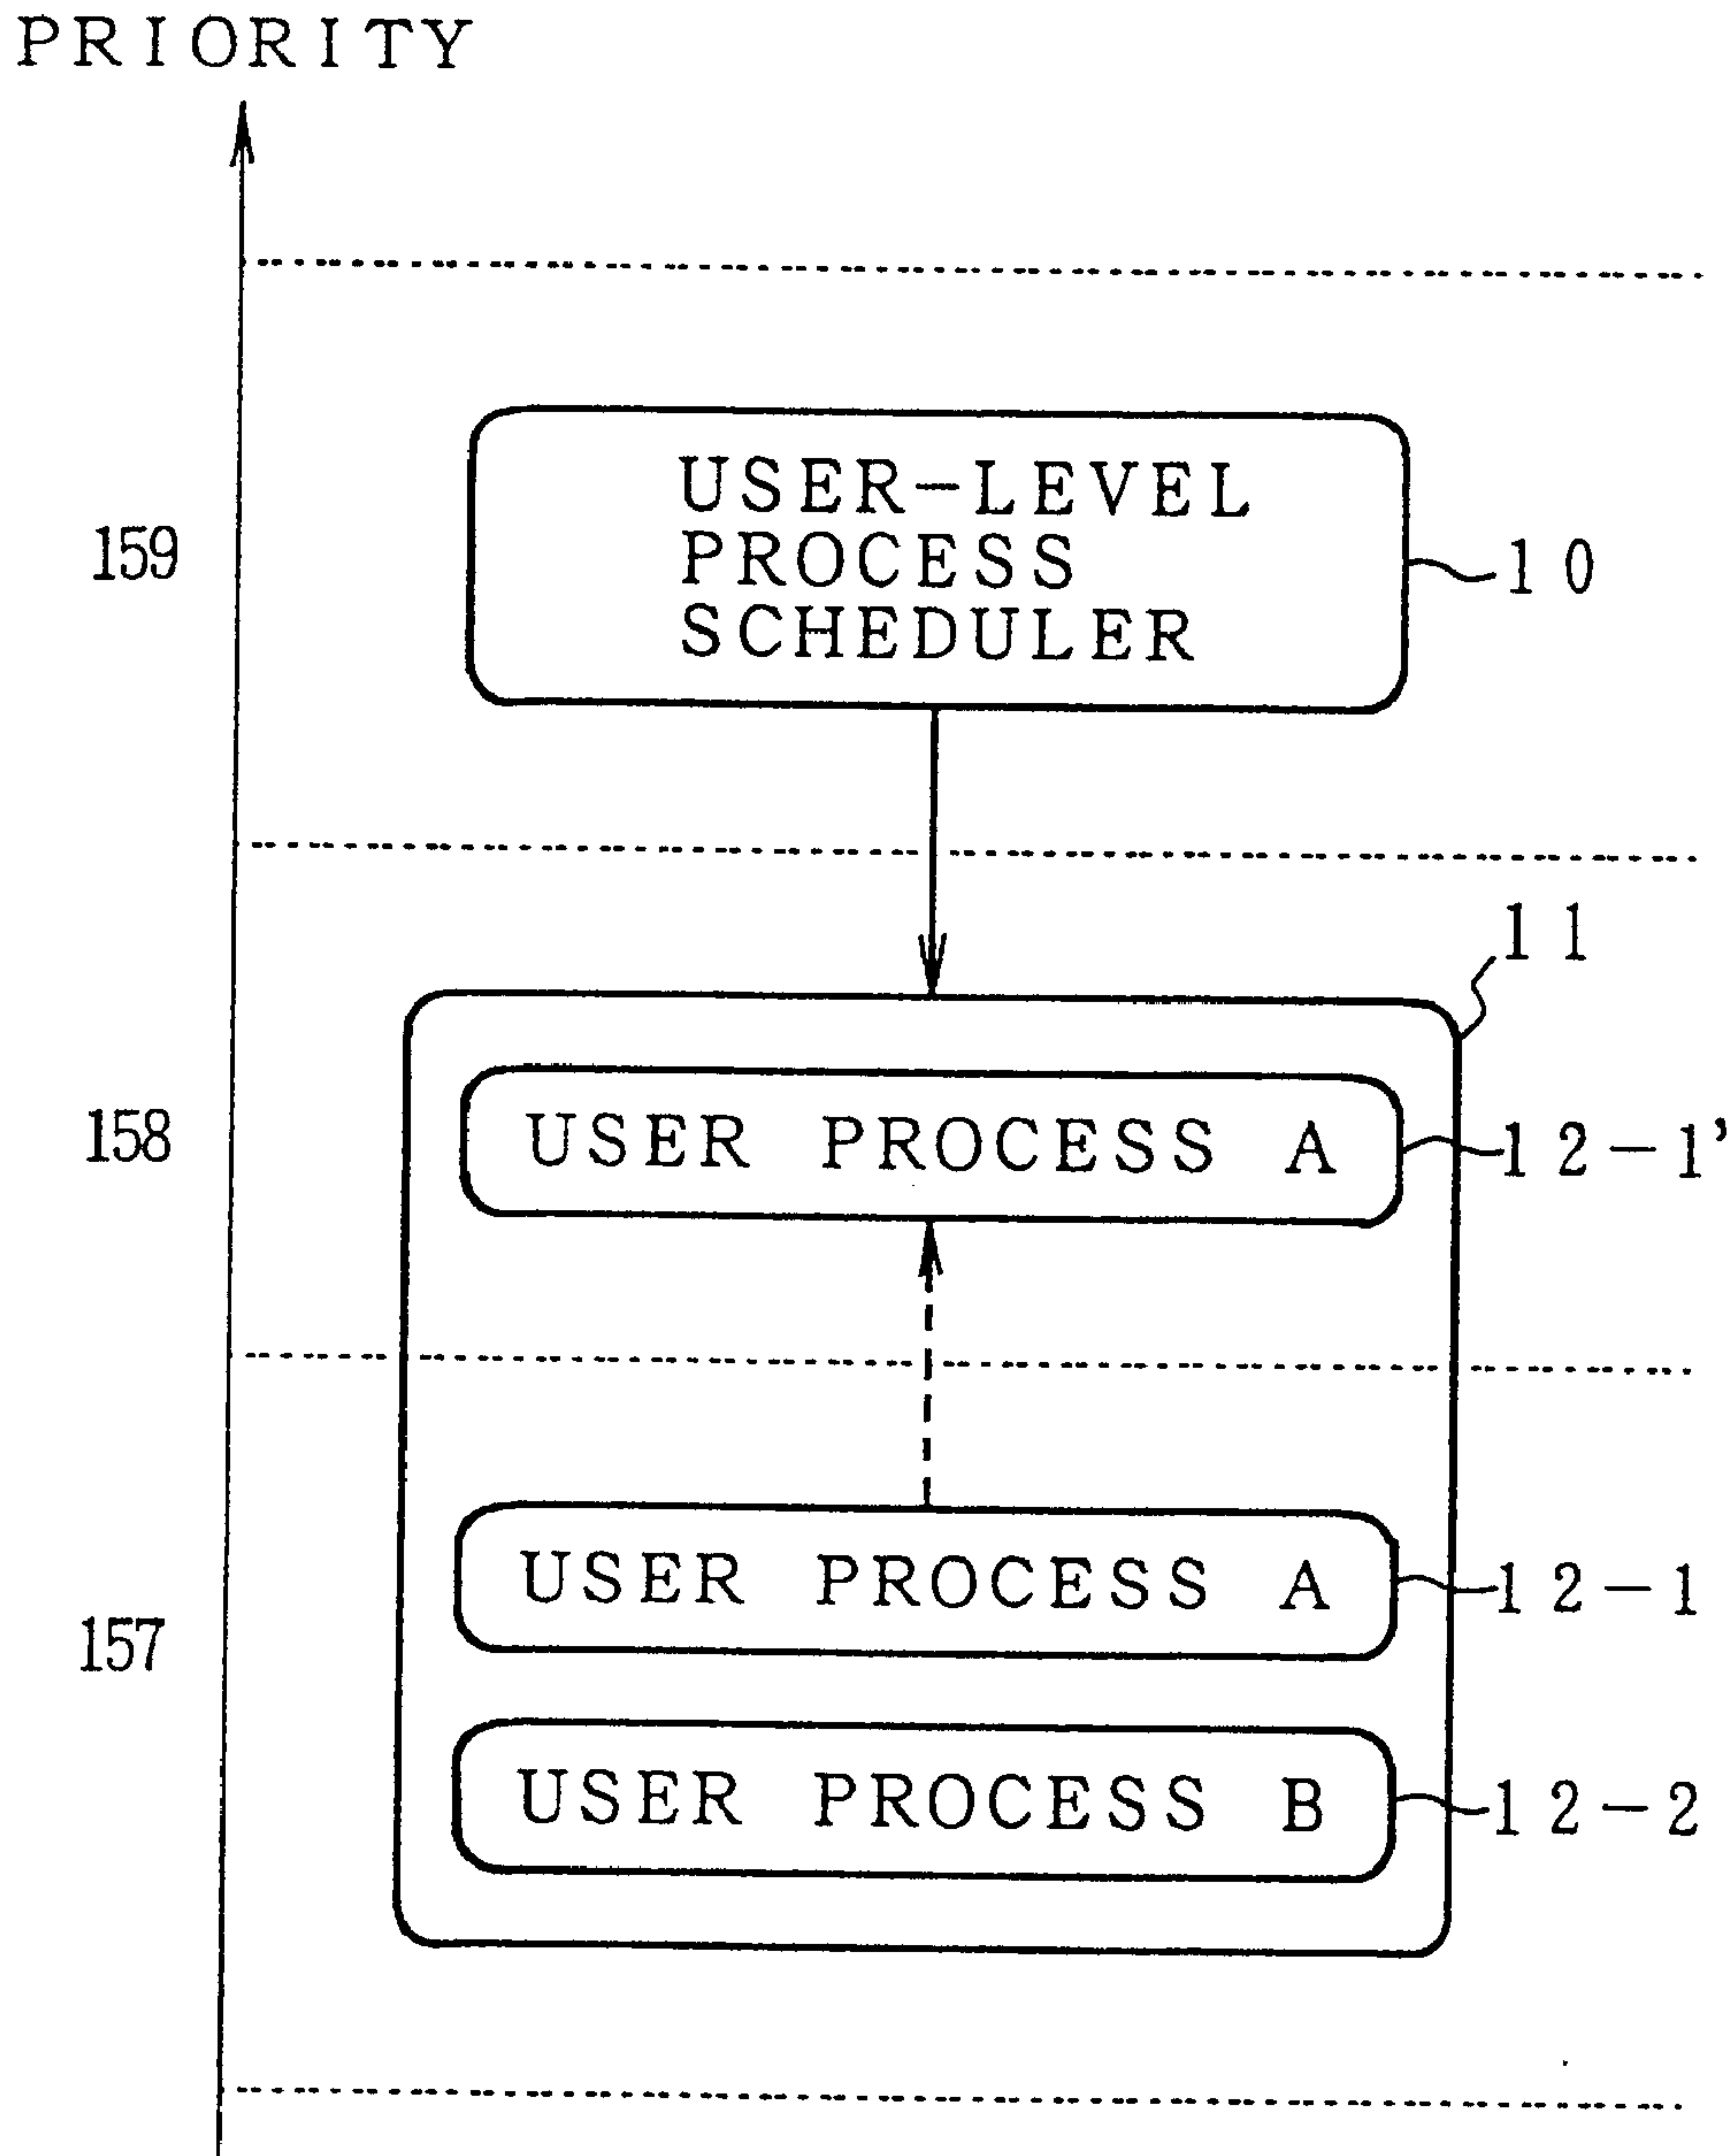 PRIORITY
USER-LEVEL
PROCESS
SCHEDULER
159
10
11
158
USER PROCESS A
12-1'
USER PROCESS A
12-1
157
USER PROCESS B
12-2